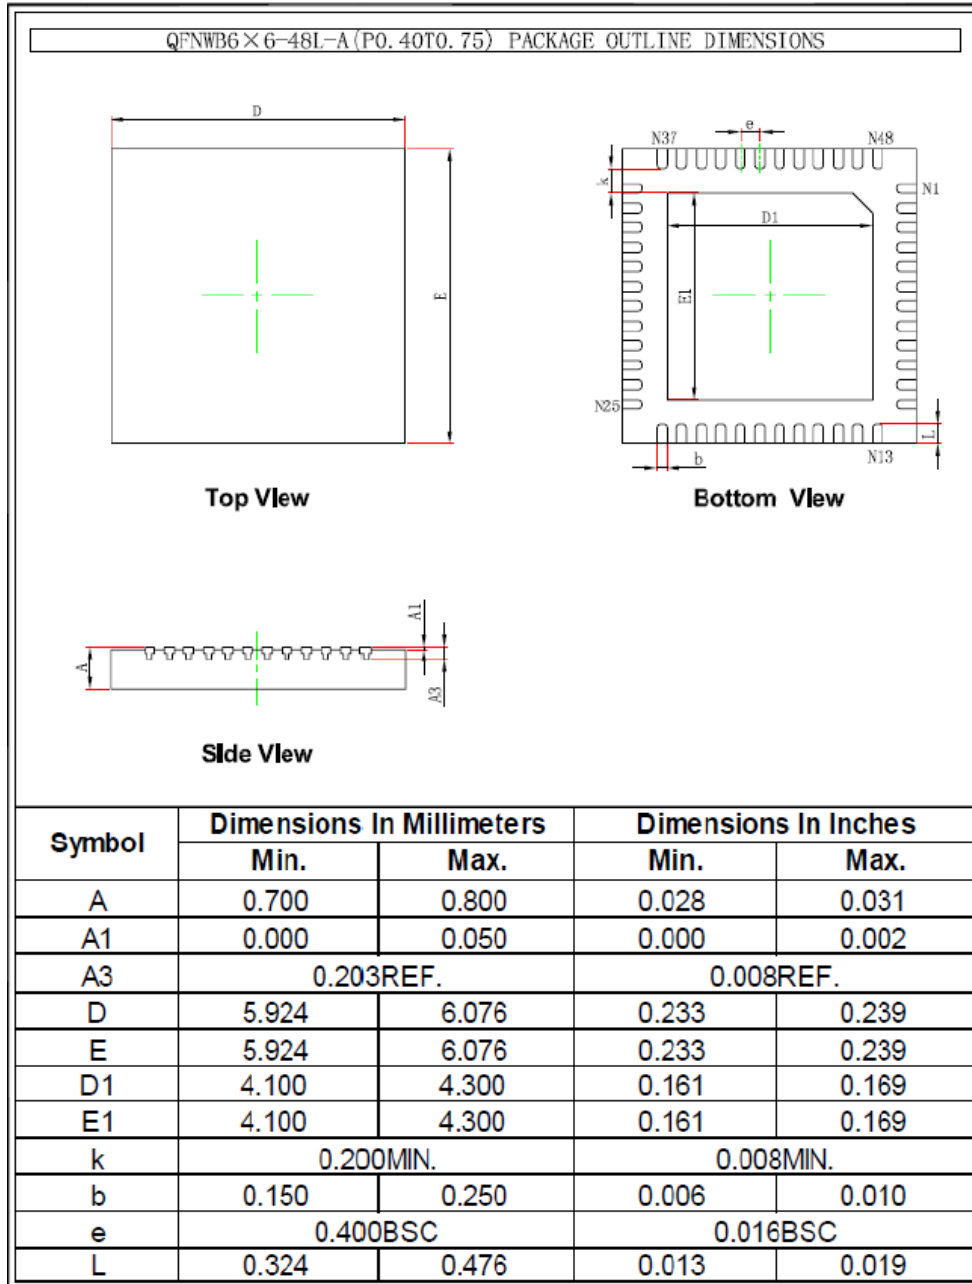 QFNWB6×6-48L-A(P0.40T0.75) PACKAGE OUTLINE DIMENSIONS
D
E
Top View
N37
e
N48
k
N1
D1
E1
N25
L
b
N13
Bottom View
A1
A
A3
Side View
Symbol Dimensions In Millimeters Dimensions In Inches
Min. Max. Min. Max.
A 0.700 0.800 0.028 0.031
A1 0.000 0.050 0.000 0.002
A3 0.203REF. 0.008REF.
D 5.924 6.076 0.233 0.239
E 5.924 6.076 0.233 0.239
D1 4.100 4.300 0.161 0.169
E1 4.100 4.300 0.161 0.169
k 0.200MIN. 0.008MIN.
b 0.150 0.250 0.006 0.010
e 0.400BSC 0.016BSC
L 0.324 0.476 0.013 0.019